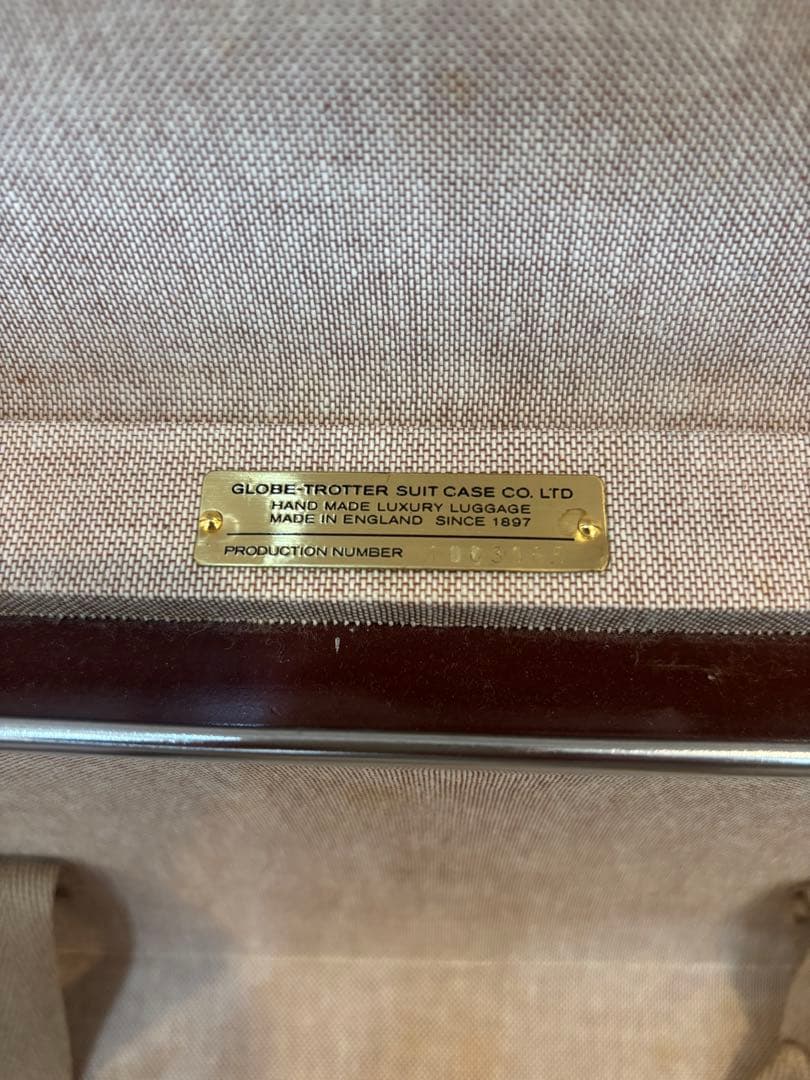 GLOBE-TROTTER SUIT CASE CO. LTD
HAND MADE LUXURY LUGGAGE
MADE IN ENGLAND SINCE 1897
PRODUCTION NUMBER